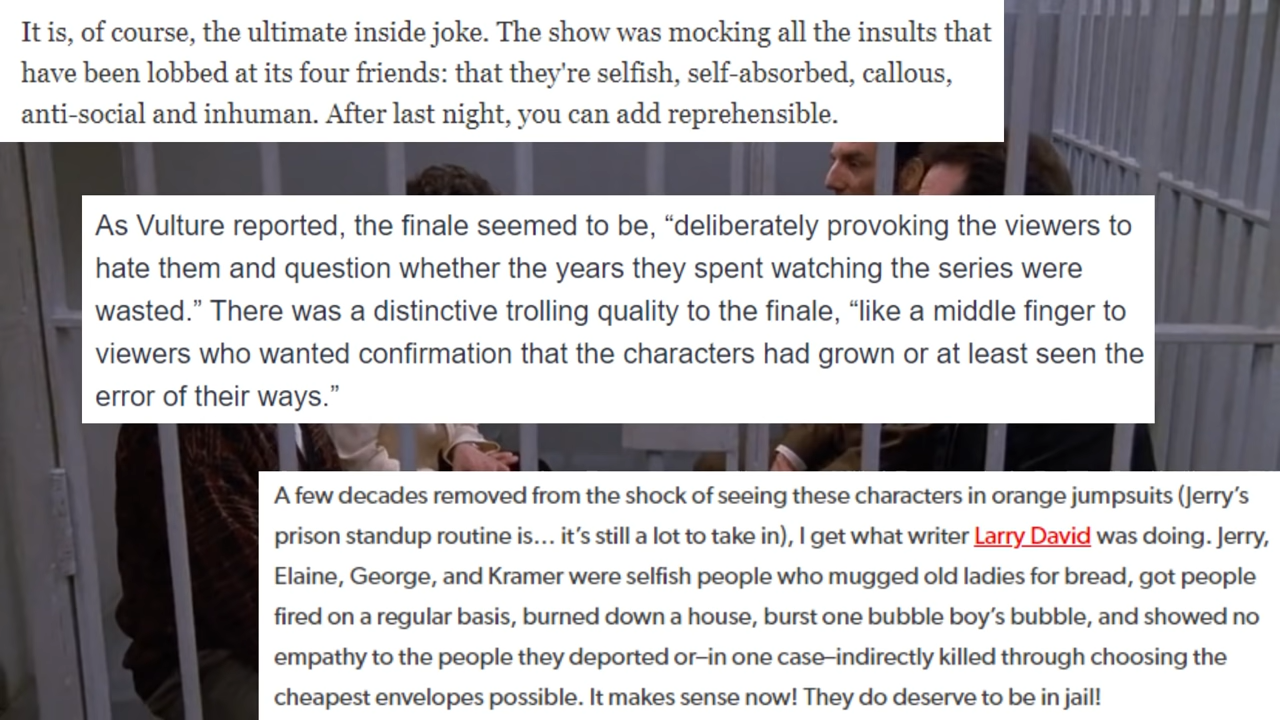 It is, of course, the ultimate inside joke. The show was mocking all the insults that
have been lobbed at its four friends: that they're selfish, self-absorbed, callous,
anti-social and inhuman. After last night, you can add reprehensible.
As Vulture reported, the finale seemed to be, “deliberately provoking the viewers to
hate them and question whether the years they spent watching the series were
wasted.” There was a distinctive trolling quality to the finale, “like a middle finger to
viewers who wanted confirmation that the characters had grown or at least seen the
error of their ways.”
A few decades removed from the shock of seeing these characters in orange jumpsuits (Jerry’s
prison standup routine is… it’s still a lot to take in), I get what writer Larry David was doing. Jerry,
Elaine, George, and Kramer were selfish people who mugged old ladies for bread, got people
fired on a regular basis, burned down a house, burst one bubble boy’s bubble, and showed no
empathy to the people they deported or–in one case–indirectly killed through choosing the
cheapest envelopes possible. It makes sense now! They do deserve to be in jail!